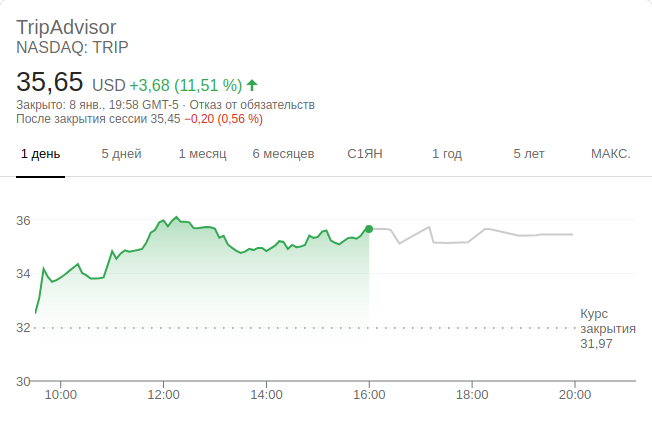 TripAdvisor
NASDAQ: TRIP
35,65 USD +3,68 (11,51 %)
Закрыто: 8 янв., 19:58 GMT-5 · Отказ от обязательств
После закрытия сессии 35,45 −0,20 (0,56 %)
1 день 5 дней 1 месяц 6 месяцев С1ЯН 1 год 5 лет МАКС.
36
34
32
30
Курс
закрытия
31,97
10:00 12:00 14:00 16:00 18:00 20:00